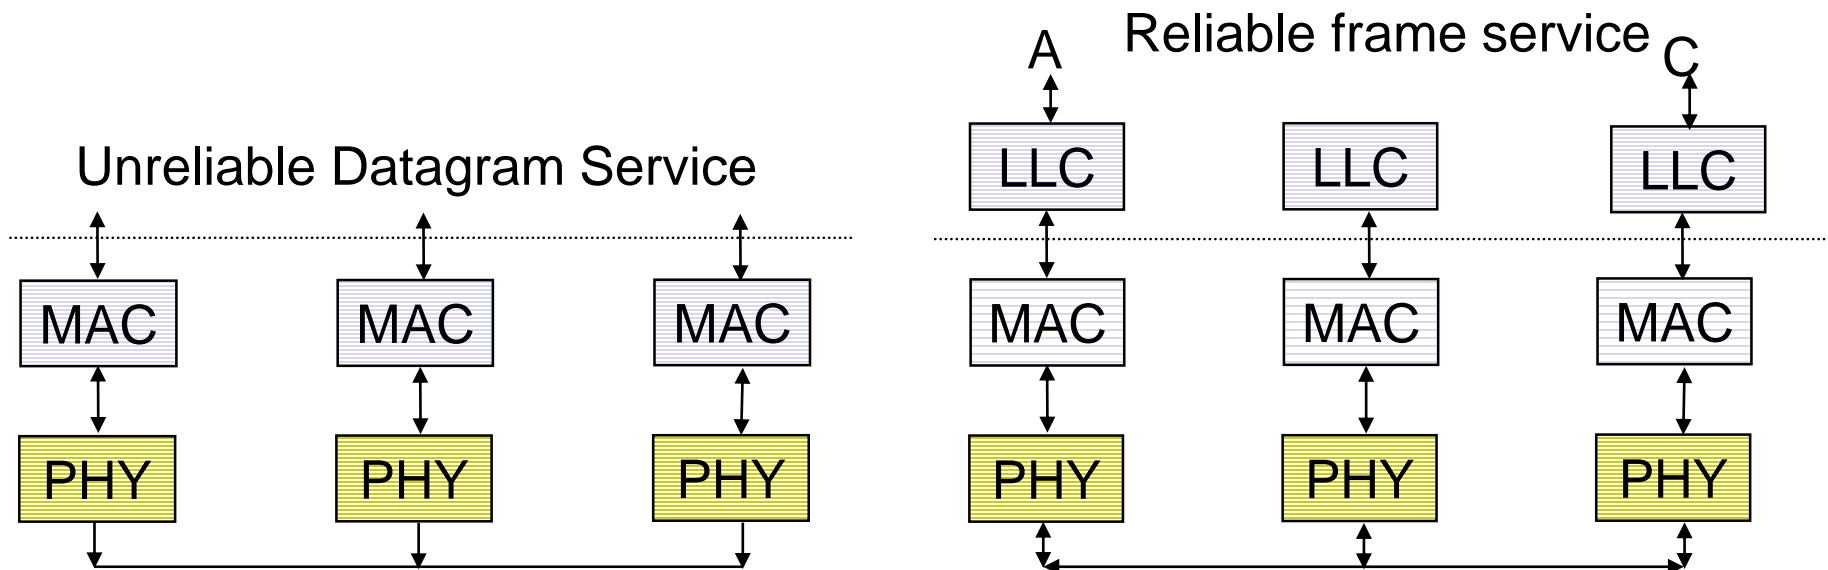 Unreliable Datagram Service
MAC MAC MAC
PHY PHY PHY
Reliable frame service
A C
LLC LLC LLC
MAC MAC MAC
PHY PHY PHY